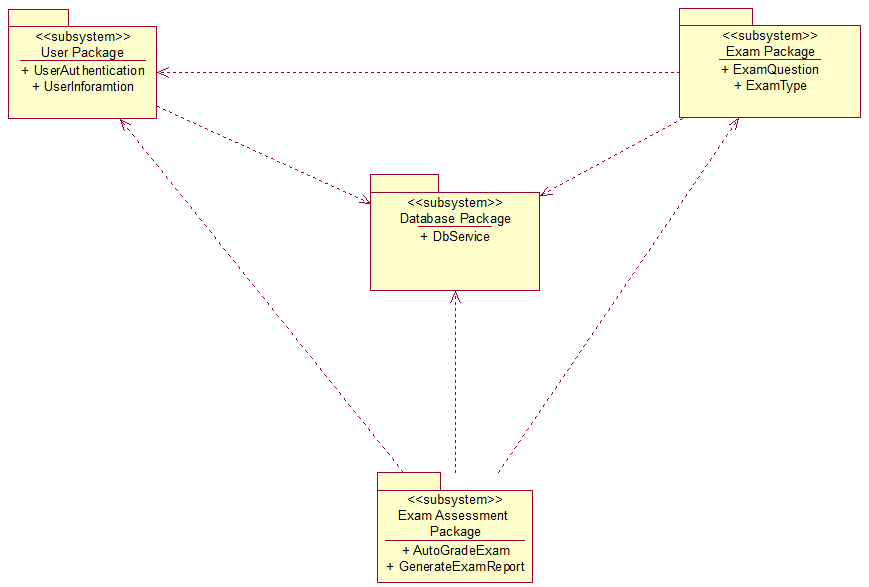 <<subsystem>>
User Package
+ UserAuthentication
+ UserInforamtion
<<subsystem>>
Exam Package
+ ExamQuestion
+ ExamType
<<subsystem>>
Database Package
+ DbService
<<subsystem>>
Exam Assessment
Package
+ AutoGradeExam
+ GenerateExamReport